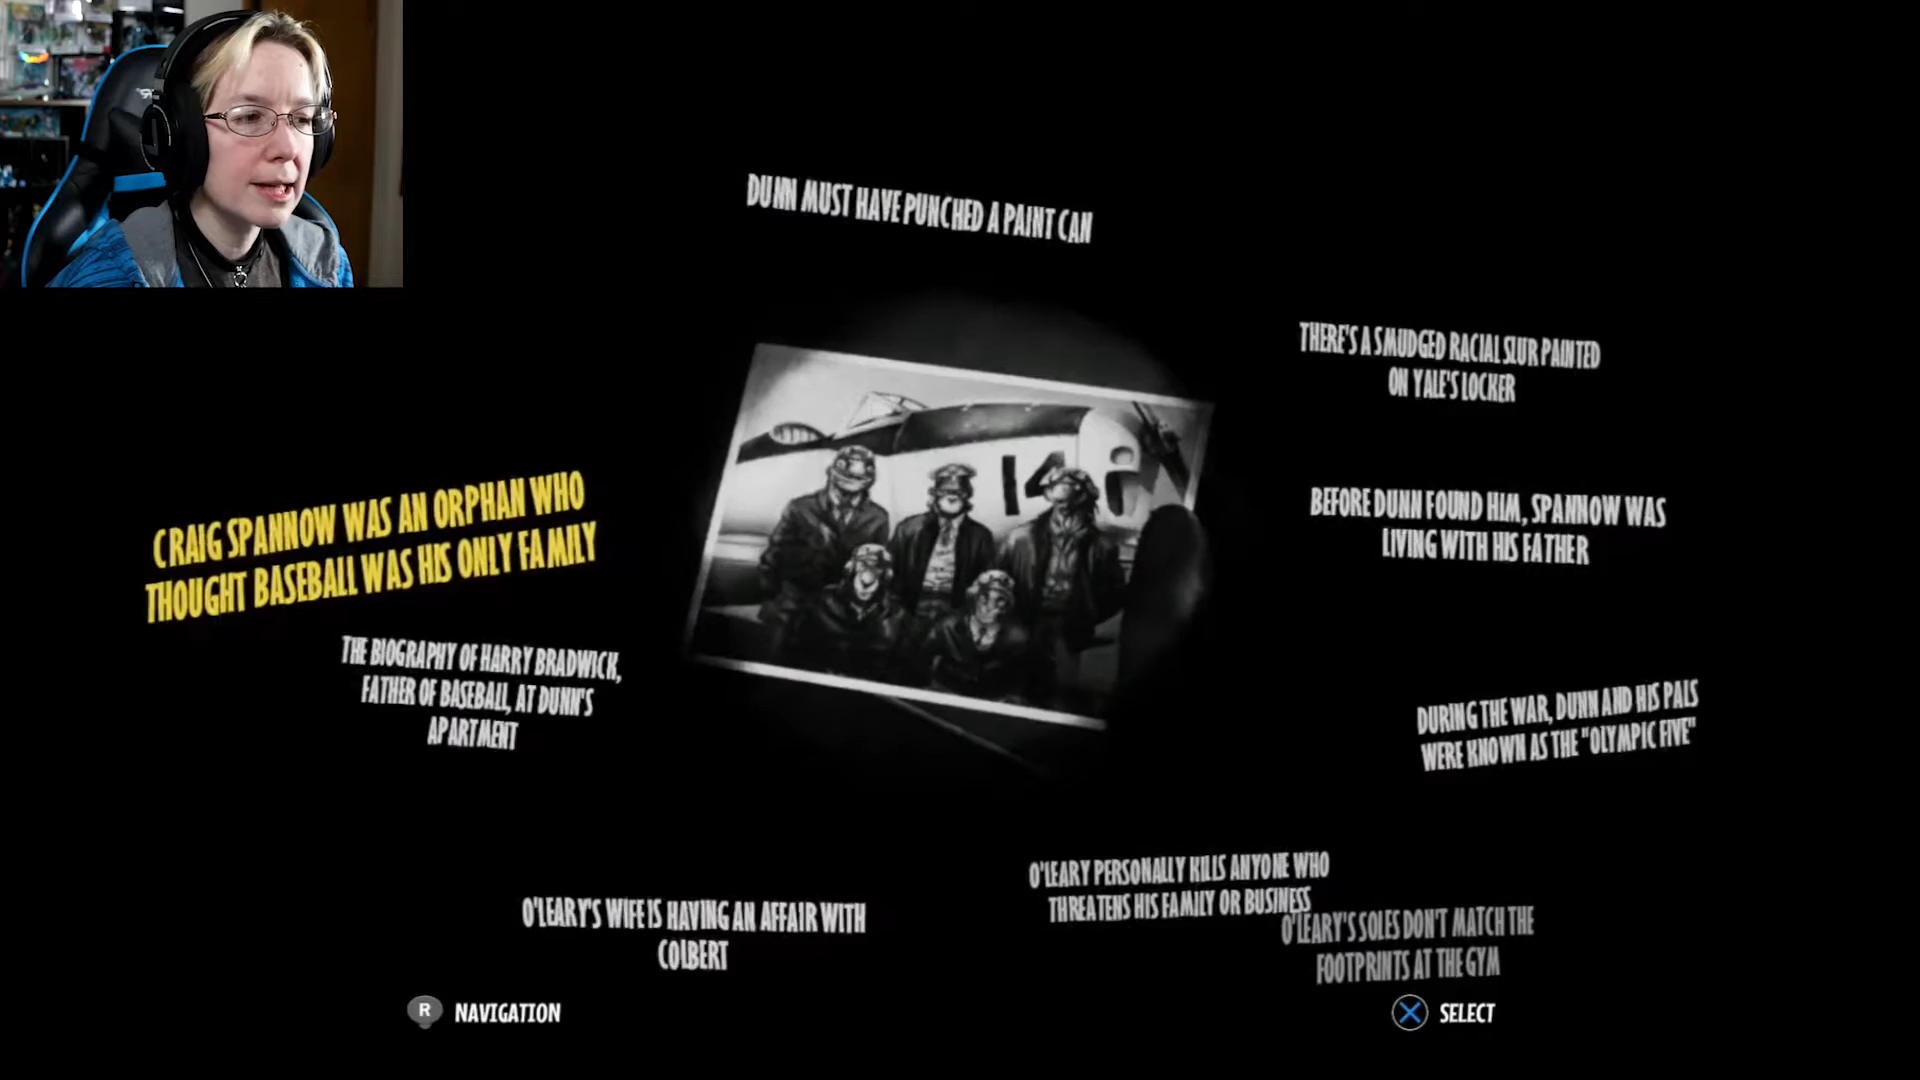 DUNN MUST HAVE PUNCHED A PAINT CAN
THERE'S A SMUDGED RACIAL SLUR PAINTED
ON YALE'S LOCKER
CRAIG SPANNOW WAS AN ORPHAN WHO
THOUGHT BASEBALL WAS HIS ONLY FAMILY
BEFORE DUNN FOUND HIM, SPANNOW WAS
LIVING WITH HIS FATHER
14
THE BIOGRAPHY OF HARRY BRADWICK,
FATHER OF BASEBALL, AT DUNN'S
APARTMENT
DURING THE WAR, DUNN AND HIS PALS
WERE KNOWN AS THE "OLYMPIC FIVE"
O'LEARY'S WIFE IS HAVING AN AFFAIR WITH
COLBERT
O'LEARY PERSONALLY KILLS ANYONE WHO
THREATENS HIS FAMILY OR BUSINESS
O'LEARY'S SOLES DON'T MATCH THE
FOOTPRINTS AT THE GYM
R NAVIGATION
SELECT